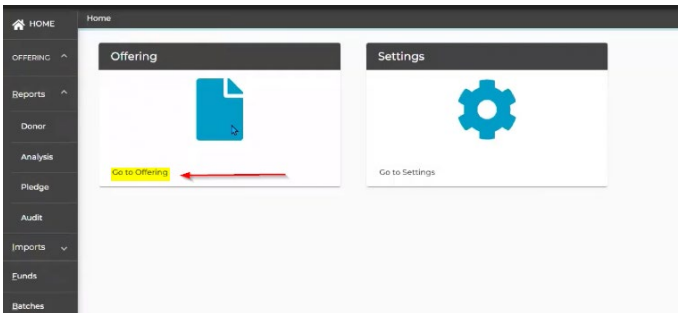 HOME
OFFERING
Reports
Donor
Analysis
Pledge
Audit
Imports
Funds
Batches
Home
Offering
Go to Offering
Settings
Go to Settings